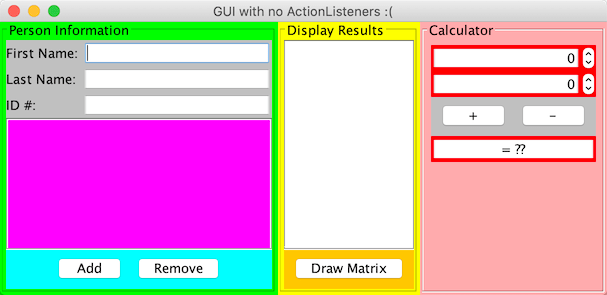 GUI with no ActionListeners :(
Person Information
First Name:
Last Name:
ID #:
Add
Remove
Display Results
Draw Matrix
Calculator
0
0
+
-
= ??